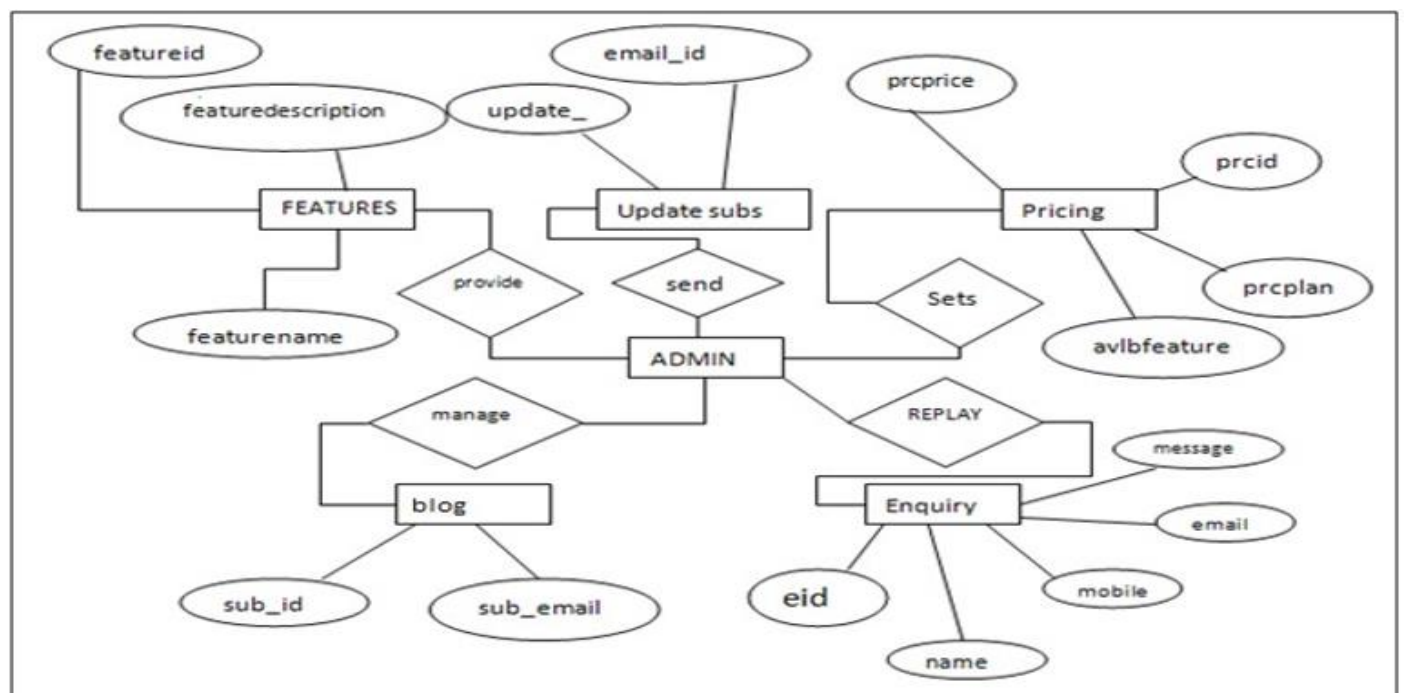 featureid
email_id
prcprice
featuredescription
update_
prcid
FEATURES
Update subs
Pricing
provide
send
Sets
prcplan
featurename
ADMIN
avlbfeature
manage
REPLAY
message
blog
Enquiry
email
eid
mobile
sub_id
sub_email
name